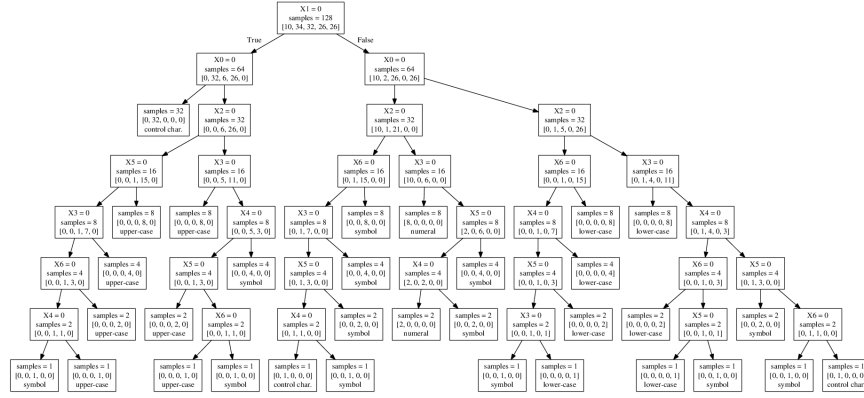 X1 = 0
samples = 128
[10, 34, 32, 26, 26]
True
False
X0 = 0
samples = 64
[0, 32, 6, 26, 0]
X0 = 0
samples = 64
[10, 2, 26, 0, 26]
samples = 32
[0, 32, 0, 0, 0]
control char.
X2 = 0
samples = 32
[0, 0, 6, 26, 0]
X2 = 0
samples = 32
[10, 1, 21, 0, 0]
X2 = 0
samples = 32
[0, 1, 5, 0, 26]
X5 = 0
samples = 16
[0, 0, 1, 15, 0]
X3 = 0
samples = 16
[0, 0, 5, 11, 0]
X6 = 0
samples = 16
[0, 1, 15, 0, 0]
X3 = 0
samples = 16
[10, 0, 6, 0, 0]
X6 = 0
samples = 16
[0, 0, 1, 0, 15]
X3 = 0
samples = 16
[0, 1, 4, 0, 11]
X3 = 0
samples = 8
[0, 0, 1, 7, 0]
samples = 8
[0, 0, 0, 8, 0]
upper-case
samples = 8
[0, 0, 0, 8, 0]
upper-case
X4 = 0
samples = 8
[0, 0, 5, 3, 0]
X3 = 0
samples = 8
[0, 1, 7, 0, 0]
samples = 8
[0, 0, 8, 0, 0]
symbol
samples = 8
[8, 0, 0, 0, 0]
numeral
X5 = 0
samples = 8
[2, 0, 6, 0, 0]
X4 = 0
samples = 8
[0, 0, 1, 0, 7]
samples = 8
[0, 0, 0, 0, 8]
lower-case
samples = 8
[0, 0, 0, 0, 8]
lower-case
X4 = 0
samples = 8
[0, 1, 4, 0, 3]
X6 = 0
samples = 4
[0, 0, 1, 3, 0]
samples = 4
[0, 0, 0, 4, 0]
upper-case
X5 = 0
samples = 4
[0, 0, 1, 3, 0]
samples = 4
[0, 0, 4, 0, 0]
symbol
X5 = 0
samples = 4
[0, 1, 3, 0, 0]
samples = 4
[0, 0, 4, 0, 0]
symbol
X4 = 0
samples = 4
[2, 0, 2, 0, 0]
samples = 4
[0, 0, 4, 0, 0]
symbol
X5 = 0
samples = 4
[0, 0, 1, 0, 3]
samples = 4
[0, 0, 0, 0, 4]
lower-case
X6 = 0
samples = 4
[0, 0, 1, 0, 3]
X5 = 0
samples = 4
[0, 1, 3, 0, 0]
X4 = 0
samples = 2
[0, 0, 1, 1, 0]
samples = 2
[0, 0, 0, 2, 0]
upper-case
samples = 2
[0, 0, 0, 2, 0]
upper-case
X6 = 0
samples = 2
[0, 0, 1, 1, 0]
X4 = 0
samples = 2
[0, 1, 1, 0, 0]
samples = 2
[0, 0, 2, 0, 0]
symbol
samples = 2
[2, 0, 0, 0, 0]
numeral
samples = 2
[0, 0, 2, 0, 0]
symbol
X3 = 0
samples = 2
[0, 0, 1, 0, 1]
samples = 2
[0, 0, 0, 0, 2]
lower-case
samples = 2
[0, 0, 0, 0, 2]
lower-case
X5 = 0
samples = 2
[0, 0, 1, 0, 1]
samples = 2
[0, 0, 2, 0, 0]
symbol
X6 = 0
samples = 2
[0, 1, 1, 0, 0]
samples = 1
[0, 0, 1, 0, 0]
symbol
samples = 1
[0, 0, 0, 1, 0]
upper-case
samples = 1
[0, 0, 0, 1, 0]
upper-case
samples = 1
[0, 0, 1, 0, 0]
symbol
samples = 1
[0, 1, 0, 0, 0]
control char.
samples = 1
[0, 0, 1, 0, 0]
symbol
samples = 1
[0, 0, 1, 0, 0]
symbol
samples = 1
[0, 0, 0, 0, 1]
lower-case
samples = 1
[0, 0, 0, 0, 1]
lower-case
samples = 1
[0, 0, 1, 0, 0]
symbol
samples = 1
[0, 0, 1, 0, 0]
symbol
samples = 1
[0, 1, 0, 0, 0]
control char.